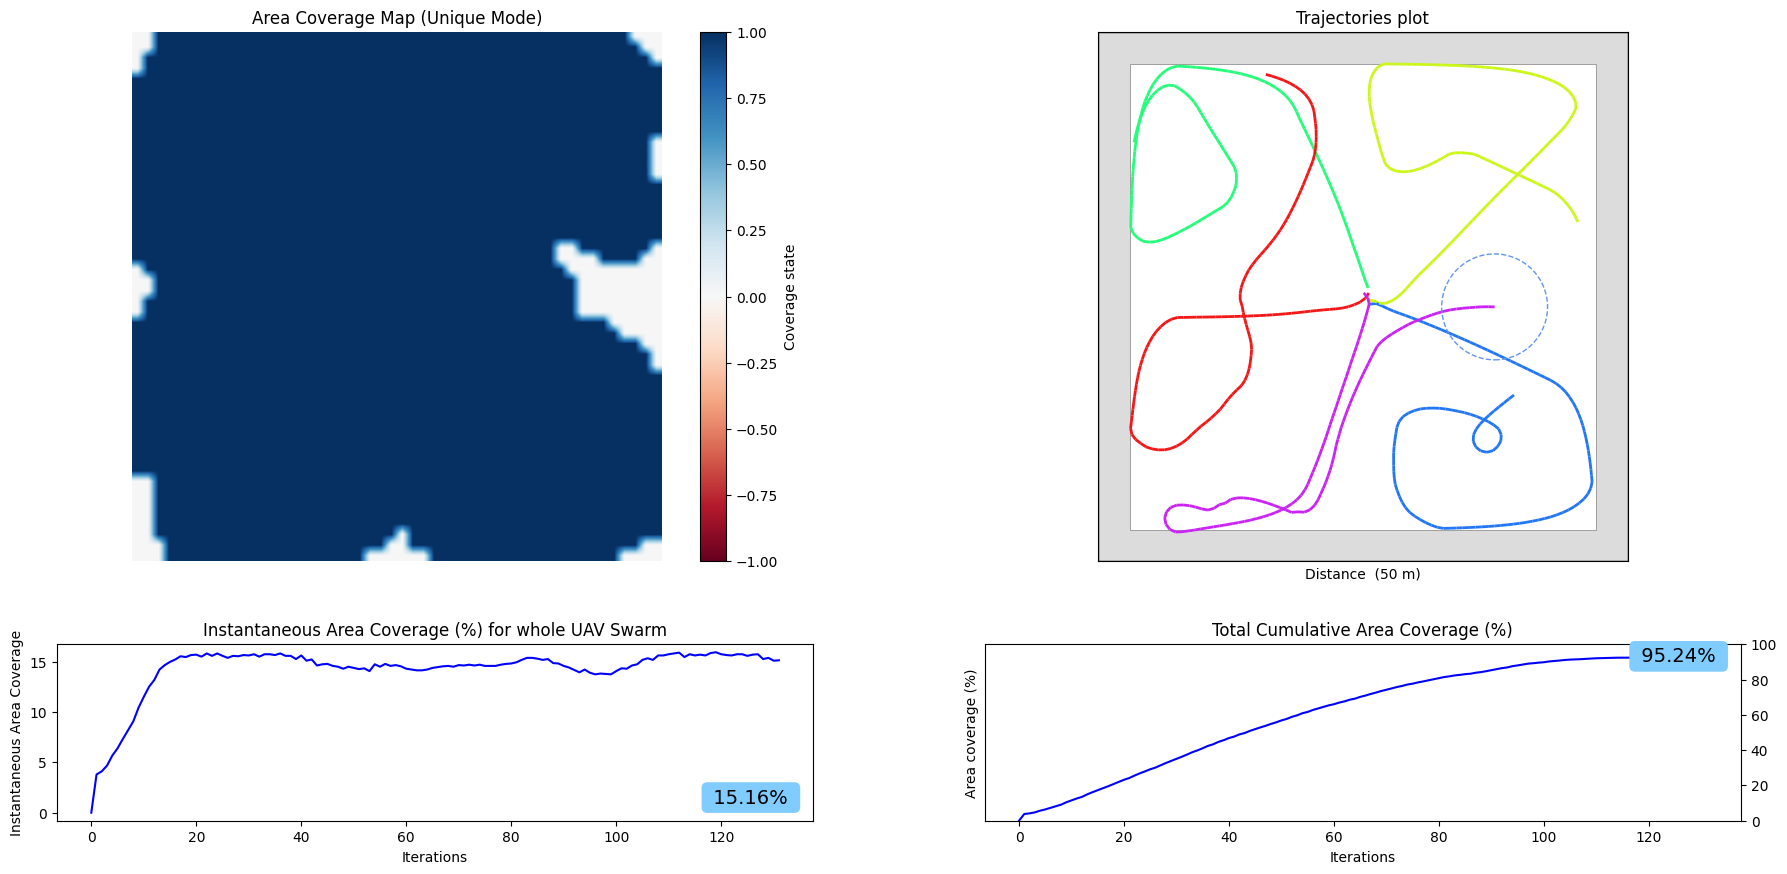 Area Coverage Map (Unique Mode)
1.00
0.75
0.50
0.25
0.00
−0.25
−0.50
−0.75
−1.00
Coverage state
Trajectories plot
Distance  (50 m)
Instantaneous Area Coverage (%) for whole UAV Swarm
Instantaneous Area Coverage
15
10
5
0
15.16%
0 20 40 60 80 100 120
Iterations
Total Cumulative Area Coverage (%)
Area coverage (%)
95.24%
100
80
60
40
20
0
0 20 40 60 80 100 120
Iterations